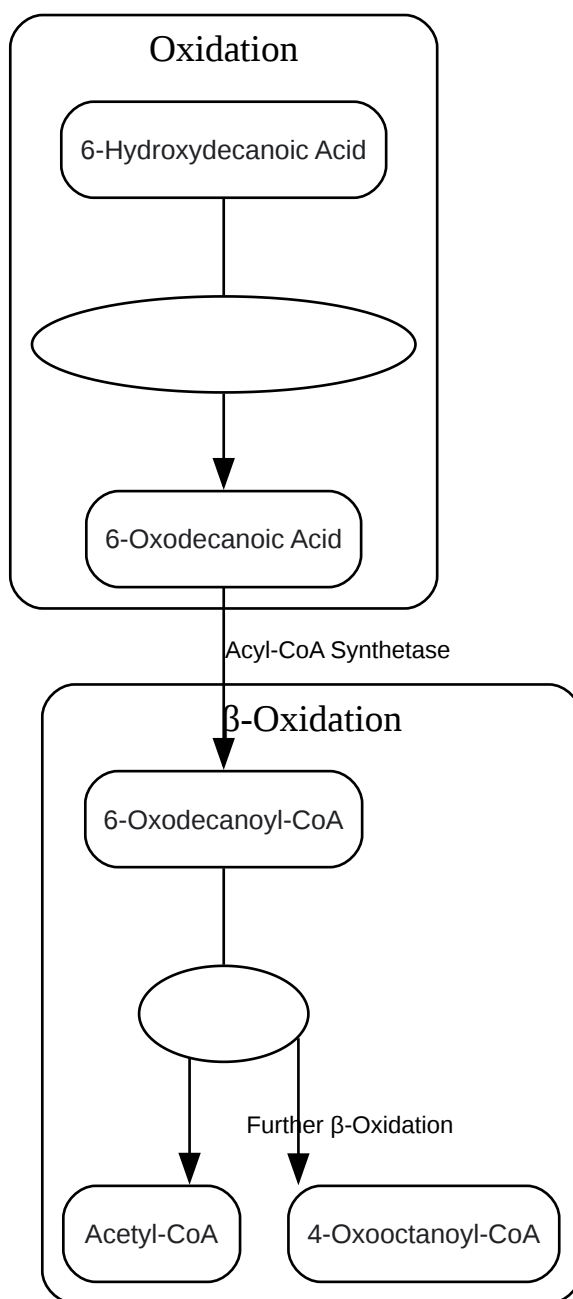 Oxidation
6-Hydroxydecanoic Acid
6-Oxodecanoic Acid
Acyl-CoA Synthetase
β-Oxidation
6-Oxodecanoyl-CoA
Further β-Oxidation
Acetyl-CoA
4-Oxooctanoyl-CoA